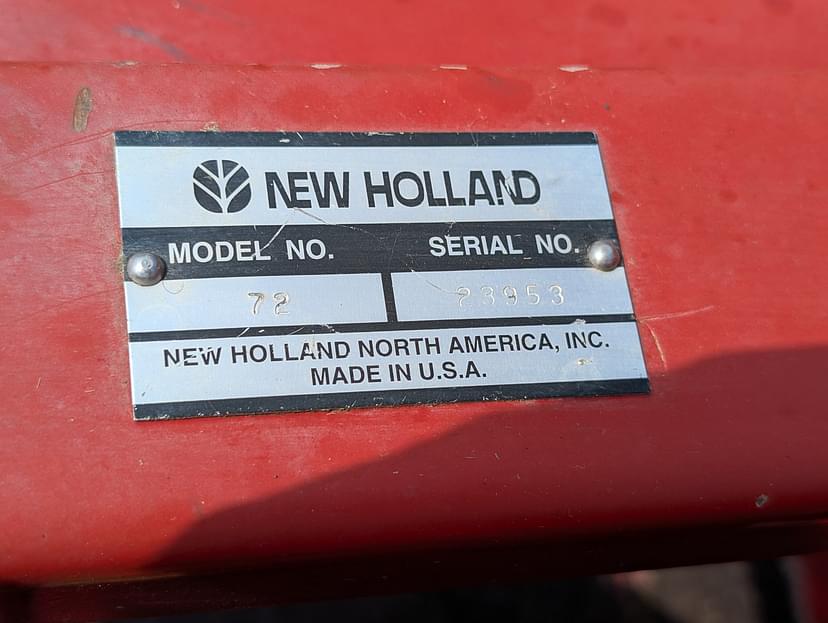 NEW HOLLAND
MODEL NO. SERIAL NO.
72 23953
NEW HOLLAND NORTH AMERICA, INC.
MADE IN U.S.A.